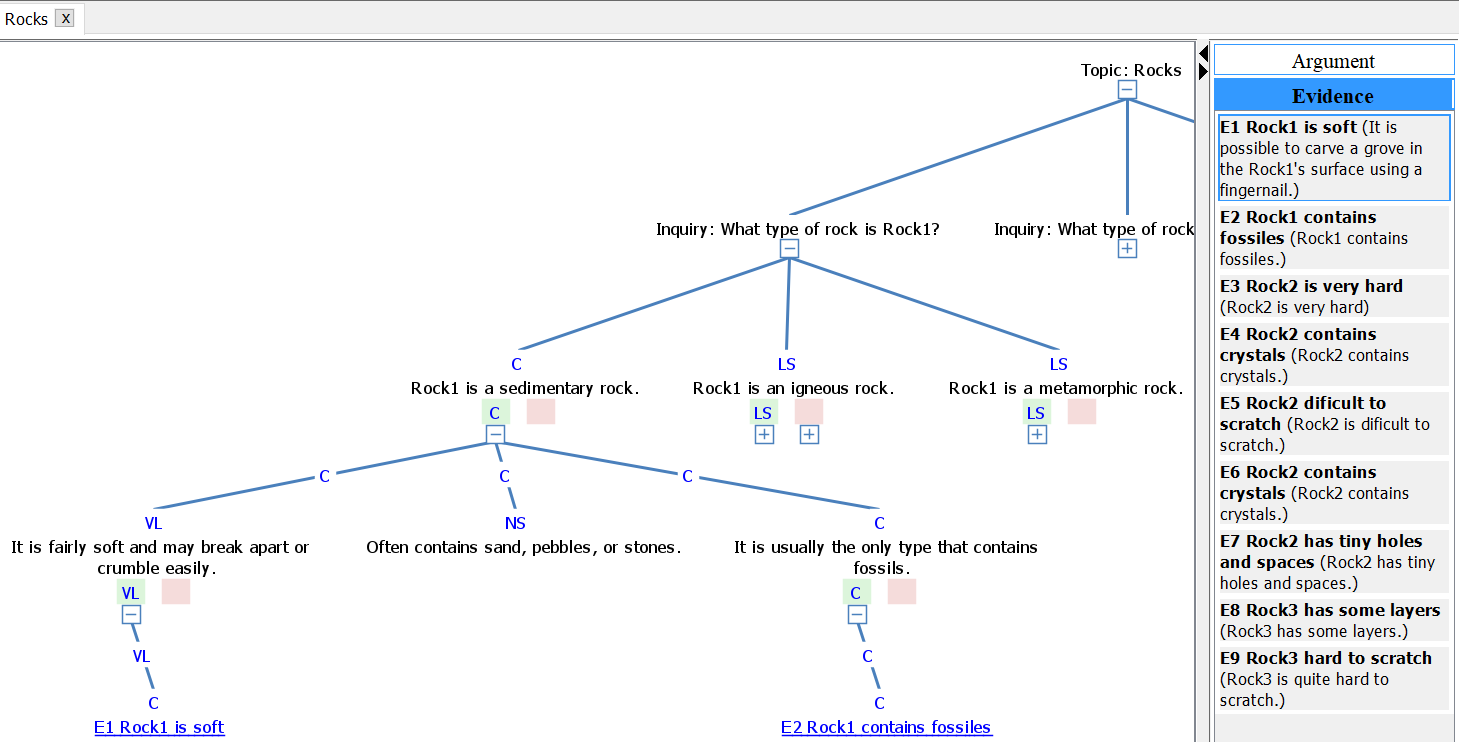 Rocks x
Topic: Rocks
Inquiry: What type of rock is Rock1?
Inquiry: What type of rock
C
LS
LS
Rock1 is a sedimentary rock.
Rock1 is an igneous rock.
Rock1 is a metamorphic rock.
C
LS
LS
C
C
C
VL
NS
C
It is fairly soft and may break apart or
crumble easily.
Often contains sand, pebbles, or stones.
It is usually the only type that contains
fossils.
VL
C
VL
C
C
C
E1 Rock1 is soft
E2 Rock1 contains fossiles
Argument
Evidence
E1 Rock1 is soft (It is
possible to carve a grove in
the Rock1's surface using a
fingernail.)
E2 Rock1 contains
fossiles (Rock1 contains
fossiles.)
E3 Rock2 is very hard
(Rock2 is very hard)
E4 Rock2 contains
crystals (Rock2 contains
crystals.)
E5 Rock2 dificult to
scratch (Rock2 is dificult to
scratch.)
E6 Rock2 contains
crystals (Rock2 contains
crystals.)
E7 Rock2 has tiny holes
and spaces (Rock2 has tiny
holes and spaces.)
E8 Rock3 has some layers
(Rock3 has some layers.)
E9 Rock3 hard to scratch
(Rock3 is quite hard to
scratch.)